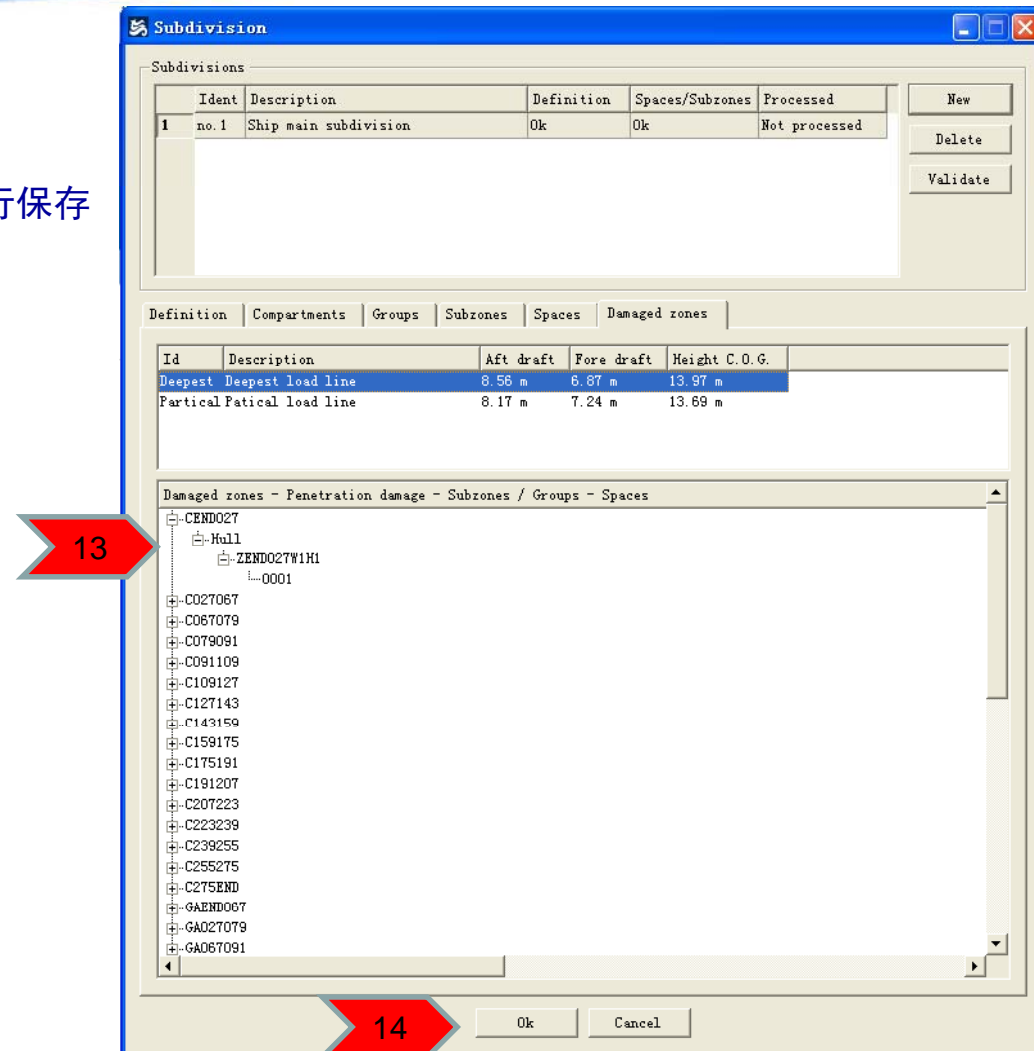 Subdivision
Subdivisions
Ident Description Definition Spaces/Subzones Processed
1 no.1 Ship main subdivision Ok Ok Not processed
New
Delete
Validate
行保存
Definition Compartments Groups Subzones Spaces Damaged zones
Id Description Aft draft Fore draft Height C.O.G.
Deepest Deepest load line 8.56 m 6.87 m 13.97 m
Partical Patical load line 8.17 m 7.24 m 13.69 m
Damaged zones - Penetration damage - Subzones / Groups - Spaces
CEND027
13
Hull
ZEND027W1H1
0001
C027067
C067079
C079091
C091109
C109127
C127143
C143159
C159175
C175191
C191207
C207223
C223239
C239255
C255275
C275END
GAEND067
GA027079
GA067091
14
Ok Cancel